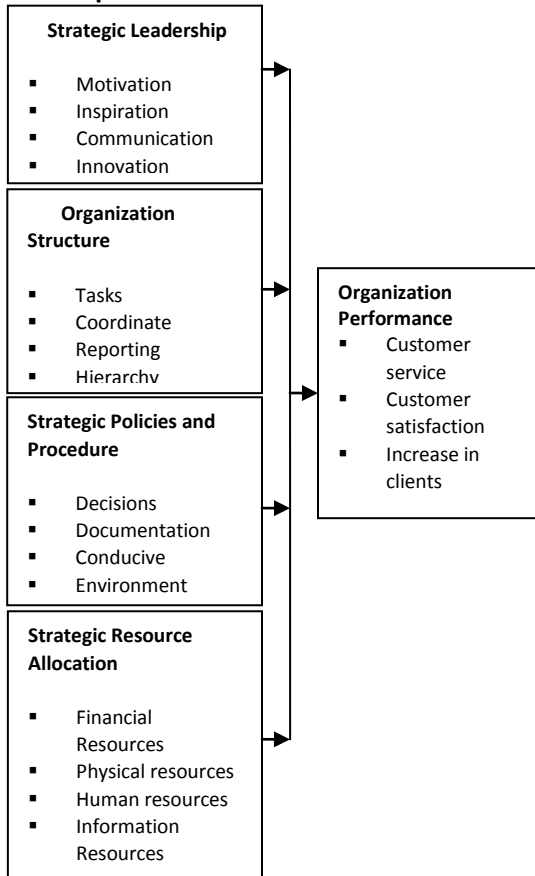 Strategic Leadership
▪ Motivation
▪ Inspiration
▪ Communication
▪ Innovation
Organization
Structure
▪ Tasks
▪ Coordinate
▪ Reporting
▪ Hierarchy
Strategic Policies and
Procedure
▪ Decisions
▪ Documentation
▪ Conducive
▪ Environment
Strategic Resource
Allocation
▪ Financial
Resources
▪ Physical resources
▪ Human resources
▪ Information
Resources
Organization
Performance
▪ Customer
service
▪ Customer
satisfaction
▪ Increase in
clients